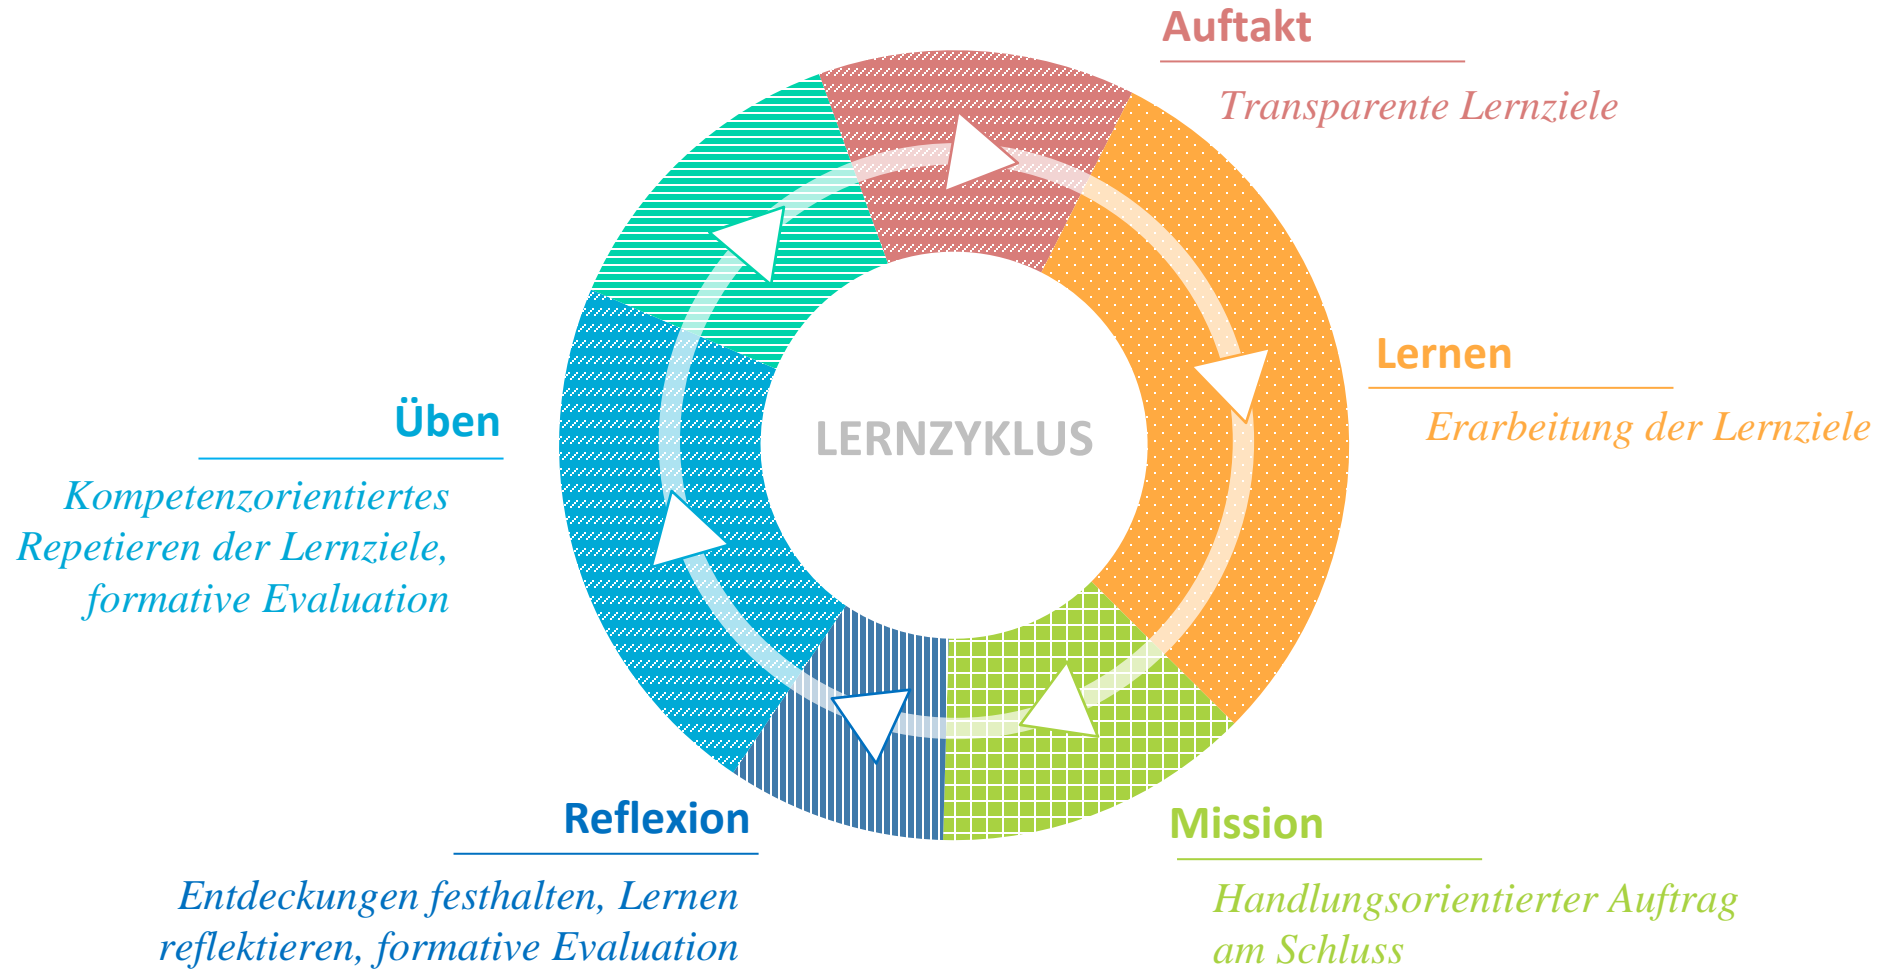 Auftakt
Transparente Lernziele
Lernen
Erarbeitung der Lernziele
LERNZYKLUS
Üben
Kompetenzorientiertes
Repetieren der Lernziele,
formative Evaluation
Reflexion
Entdeckungen festhalten, Lernen
reflektieren, formative Evaluation
Mission
Handlungsorientierter Auftrag
am Schluss